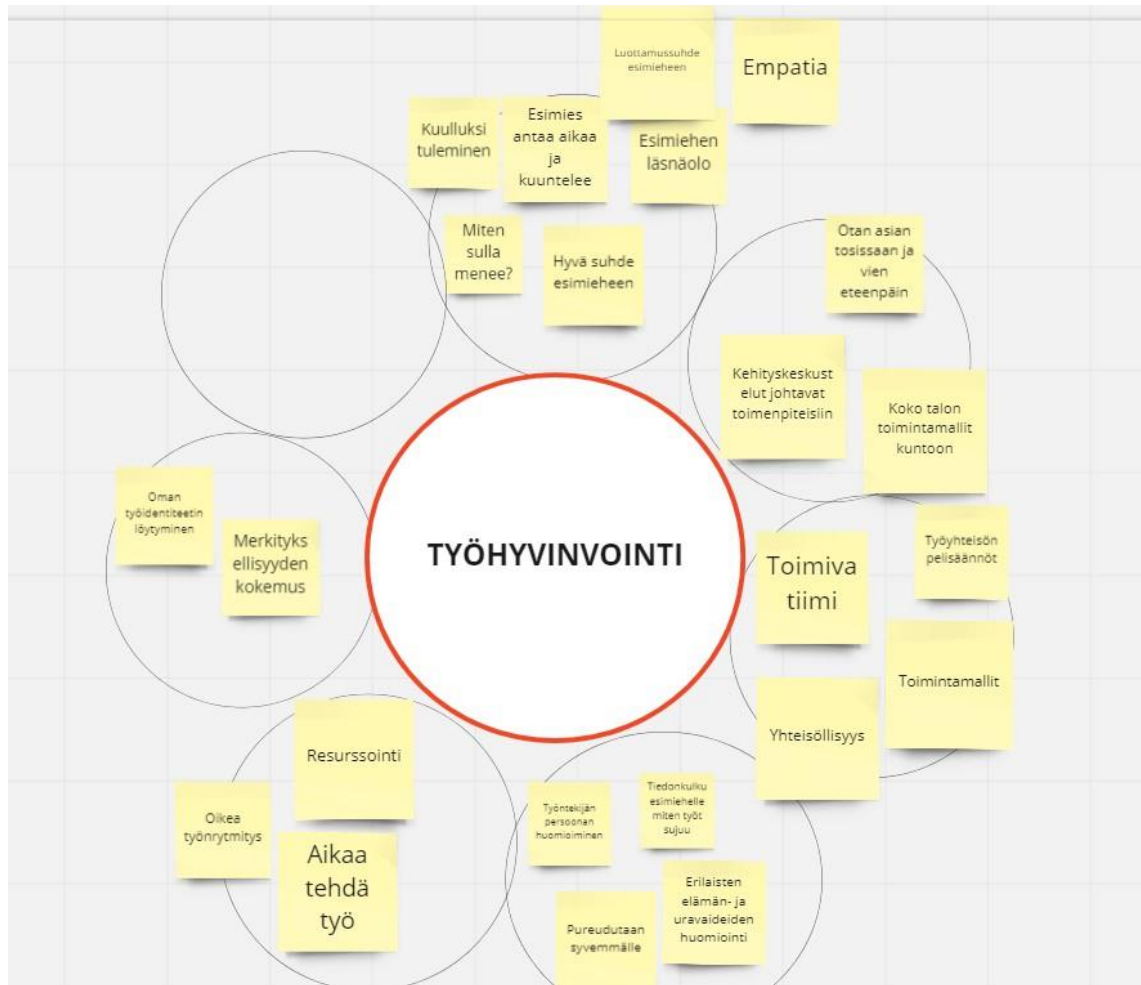 Luottamussuhde
esimieheen
Empatia
Kuulluksi
tuleminen
Esimies
antaa aikaa
ja
kuuntelee
Esimiehen
läsnäolo
Miten
sulla
menee?
Hyvä suhde
esimieheen
Otan asian
tosissaan ja
vien
eteenpäin
Kehityskeskust
elut johtavat
toimenpiteisiin
Koko talon
toimintamallit
kuntoon
Oman
työidentiteetin
löytyminen
Merkityks
ellisyyden
kokemus
TYÖHYVINVOINTI
Toimiva
tiimi
Työyhteisön
pelisäännöt
Toimintamallit
Yhteisöllisyys
Resurssointi
Oikea
työnrytmitys
Aikaa
tehdä
työ
Työntekijän
persoonan
huomioiminen
Tiedonkulku
esimiehelle
miten työt
sujuu
Pureudutaan
syvemmälle
Erilaisten
elämän- ja
uravaideiden
huomiointi